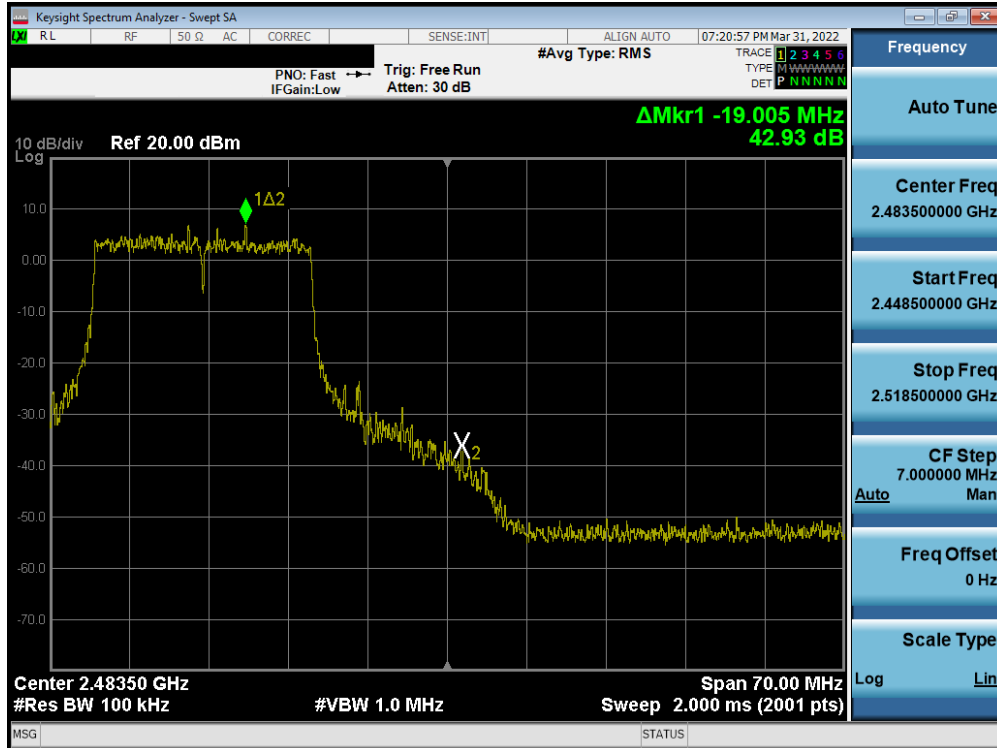 Keysight Spectrum Analyzer - Swept SA
LXI RL RF 50 Ω AC CORREC SENSE:INT ALIGN AUTO 07:20:57 PM Mar 31, 2022
PNO: Fast Trig: Free Run #Avg Type: RMS TRACE 1 2 3 4 5 6
IFGain:Low Atten: 30 dB TYPE M WWWWW
DET P N N N N N
ΔMkr1 -19.005 MHz
42.93 dB
10 dB/div Ref 20.00 dBm
Log
1Δ2
10.0
0.00
-10.0
-20.0
-30.0
X2
-40.0
-50.0
-60.0
-70.0
Center 2.48350 GHz Span 70.00 MHz
#Res BW 100 kHz #VBW 1.0 MHz Sweep 2.000 ms (2001 pts)
MSG STATUS
Frequency
Auto Tune
Center Freq
2.483500000 GHz
Start Freq
2.448500000 GHz
Stop Freq
2.518500000 GHz
CF Step
7.000000 MHz
Auto Man
Freq Offset
0 Hz
Scale Type
Log Lin